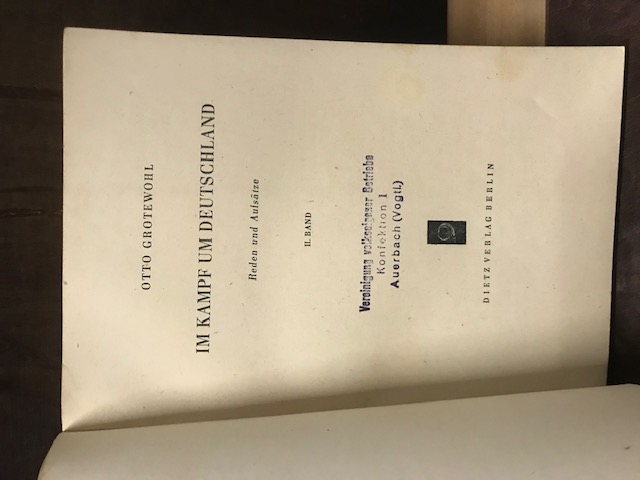 OTTO GROTEWOHL
IM KAMPF UM DEUTSCHLAND
Reden und Aufsätze
II. BAND
Vereinigung volkseigener Betriebe
Konfektion I
Auerbach (Vogtl.)
DIETZ VERLAG BERLIN